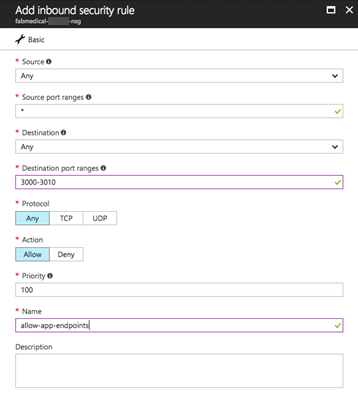 Add inbound security rule
fabmedical- -nsg
Basic
* Source
Any
* Source port ranges
*
* Destination
Any
* Destination port ranges
3000-3010
* Protocol
Any TCP UDP
* Action
Allow Deny
* Priority
100
* Name
allow-app-endpoints
Description